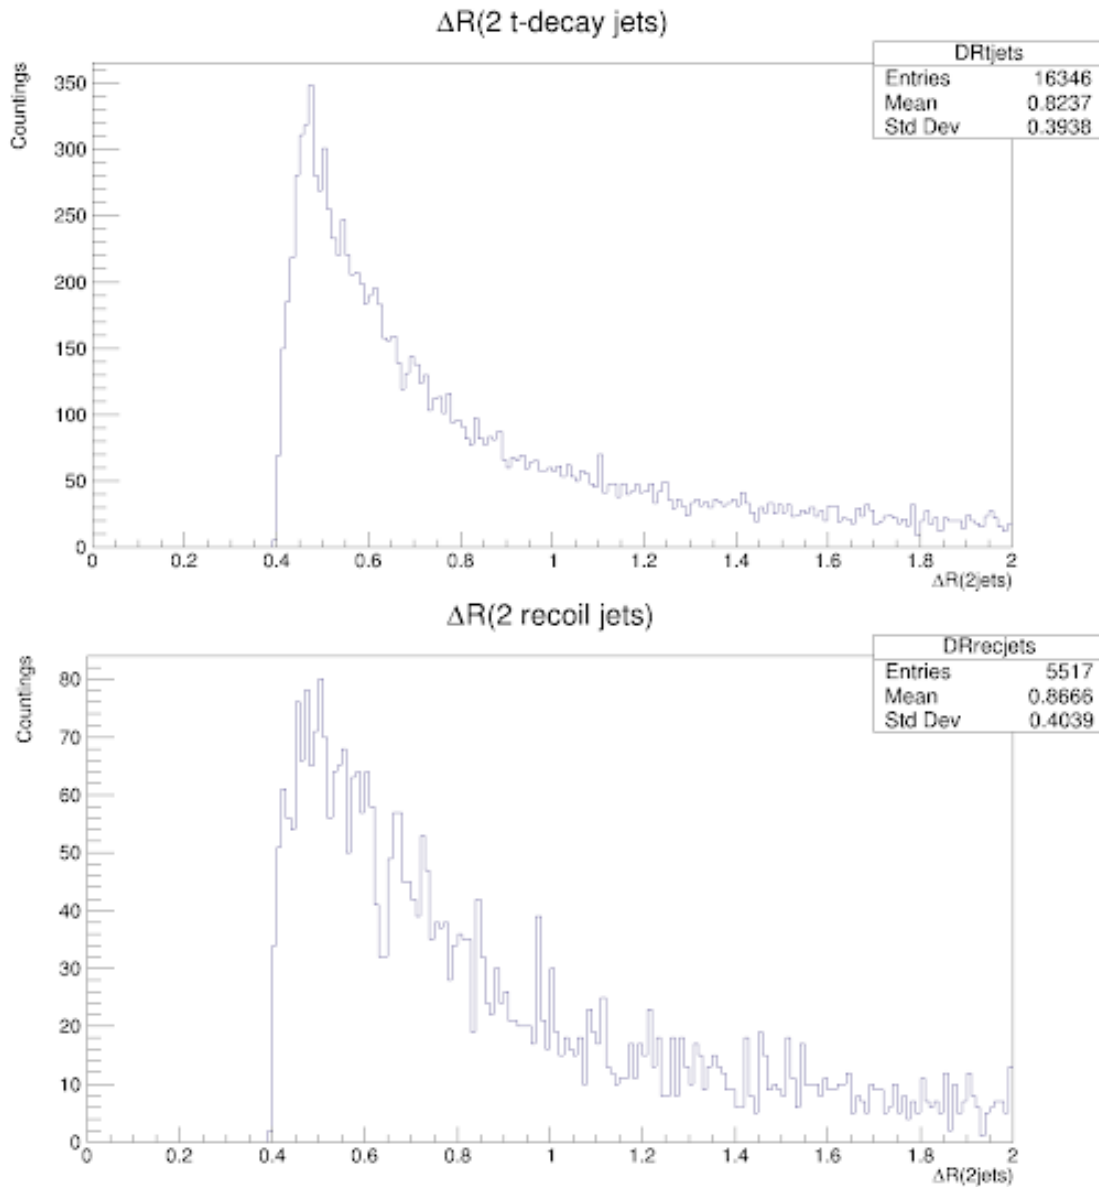 ΔR(2 t-decay jets)
DRtjets
Entries 16346
Mean 0.8237
Std Dev 0.3938
Countings
350
300
250
200
150
100
50
0
0 0.2 0.4 0.6 0.8 1 1.2 1.4 1.6 1.8 2
ΔR(2jets)
ΔR(2 recoil jets)
DRrecjets
Entries 5517
Mean 0.8666
Std Dev 0.4039
Countings
80
70
60
50
40
30
20
10
0
0 0.2 0.4 0.6 0.8 1 1.2 1.4 1.6 1.8 2
ΔR(2jets)